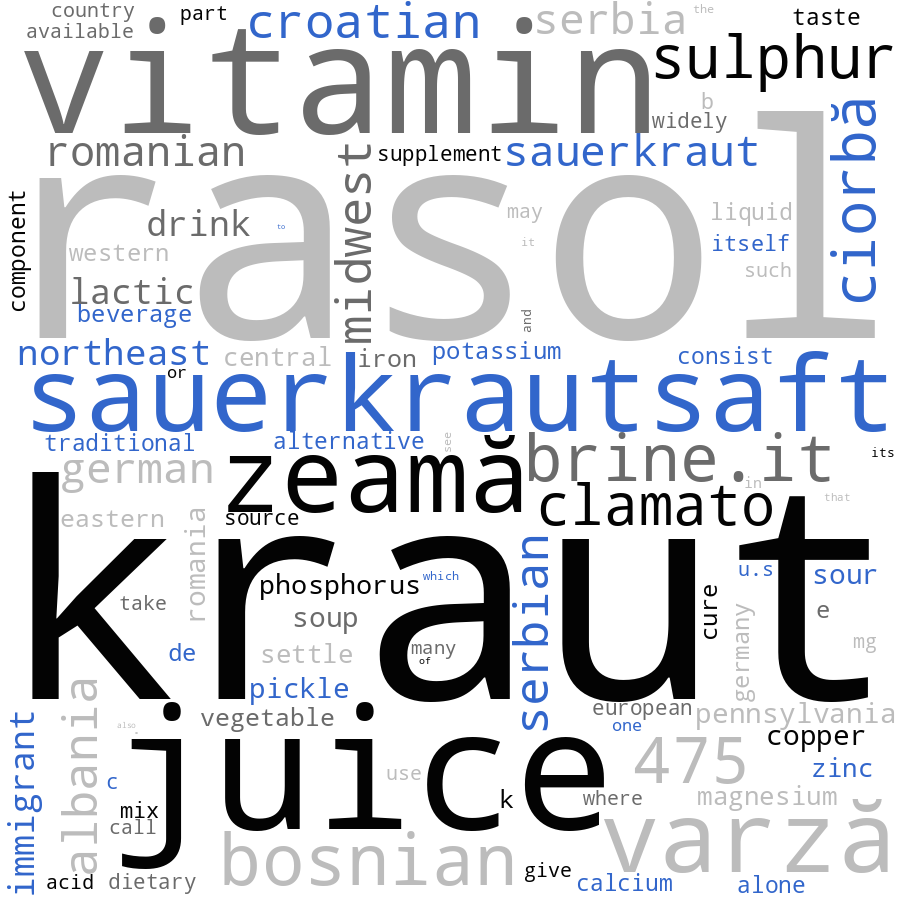 country
part
croatian
serbia
the
taste
available
vitamin
sulphur
b
widely
romanian
midwest
supplement
sauerkraut
ciorbă
rasol
component
drink
to
may
liquid
western
it
itself
such
lactic
beverage
and
northeast
or
central
iron
potassium
consist
sauerkrautsaft
traditional
alternative
see
brine.it
its
german
zeamă
in
clamato
that
eastern
romania
source
kraut
phosphorus
which
serbian
u.s
sour
take
soup
cure
germany
e
many
of
mg
de
settle
pickle
albania
vegetable
european
one
pennsylvania
immigrant
also
juice
475
copper
c
use
zinc
mix
call
k
where
magnesium
varză
bosnian
acid
dietary
give
calcium
alone